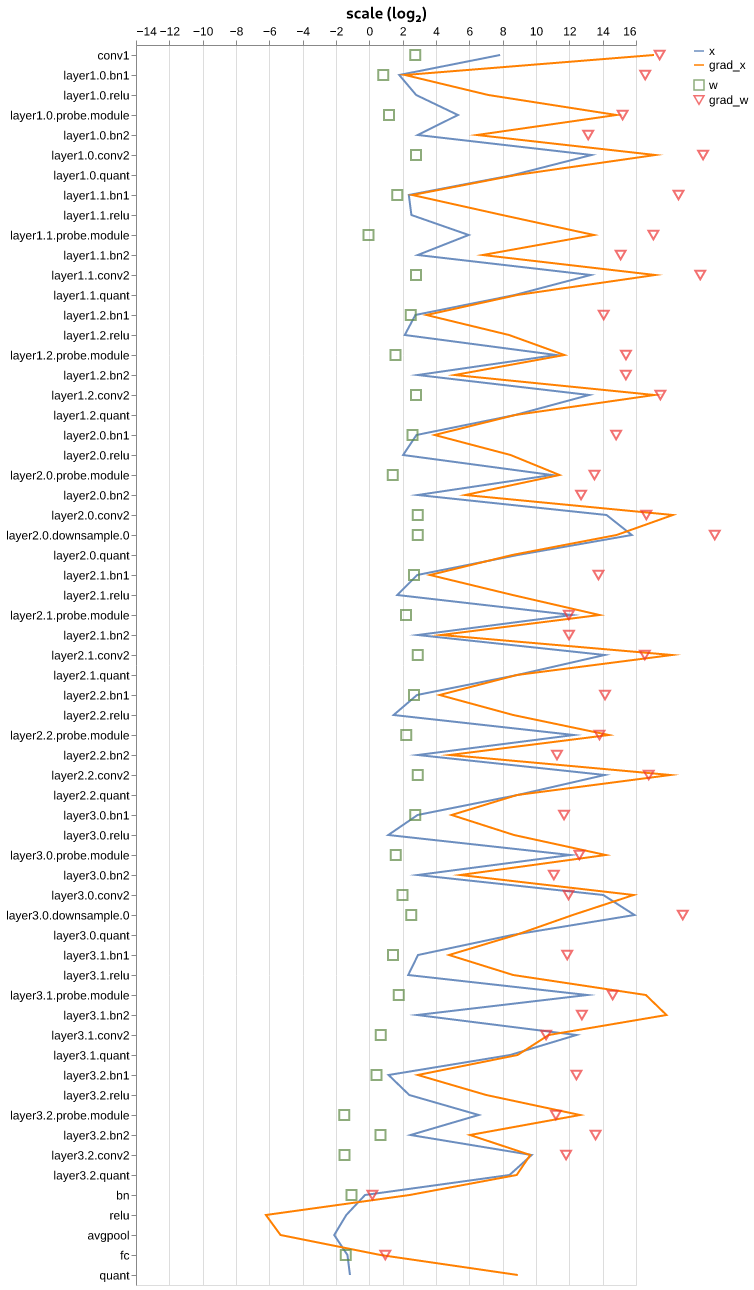 scale (log₂)
−14 −12 −10 −8 −6 −4 −2 0 2 4 6 8 10 12 14 16
x
grad_x
w
grad_w
conv1
layer1.0.bn1
layer1.0.relu
layer1.0.probe.module
layer1.0.bn2
layer1.0.conv2
layer1.0.quant
layer1.1.bn1
layer1.1.relu
layer1.1.probe.module
layer1.1.bn2
layer1.1.conv2
layer1.1.quant
layer1.2.bn1
layer1.2.relu
layer1.2.probe.module
layer1.2.bn2
layer1.2.conv2
layer1.2.quant
layer2.0.bn1
layer2.0.relu
layer2.0.probe.module
layer2.0.bn2
layer2.0.conv2
layer2.0.downsample.0
layer2.0.quant
layer2.1.bn1
layer2.1.relu
layer2.1.probe.module
layer2.1.bn2
layer2.1.conv2
layer2.1.quant
layer2.2.bn1
layer2.2.relu
layer2.2.probe.module
layer2.2.bn2
layer2.2.conv2
layer2.2.quant
layer3.0.bn1
layer3.0.relu
layer3.0.probe.module
layer3.0.bn2
layer3.0.conv2
layer3.0.downsample.0
layer3.0.quant
layer3.1.bn1
layer3.1.relu
layer3.1.probe.module
layer3.1.bn2
layer3.1.conv2
layer3.1.quant
layer3.2.bn1
layer3.2.relu
layer3.2.probe.module
layer3.2.bn2
layer3.2.conv2
layer3.2.quant
bn
relu
avgpool
fc
quant